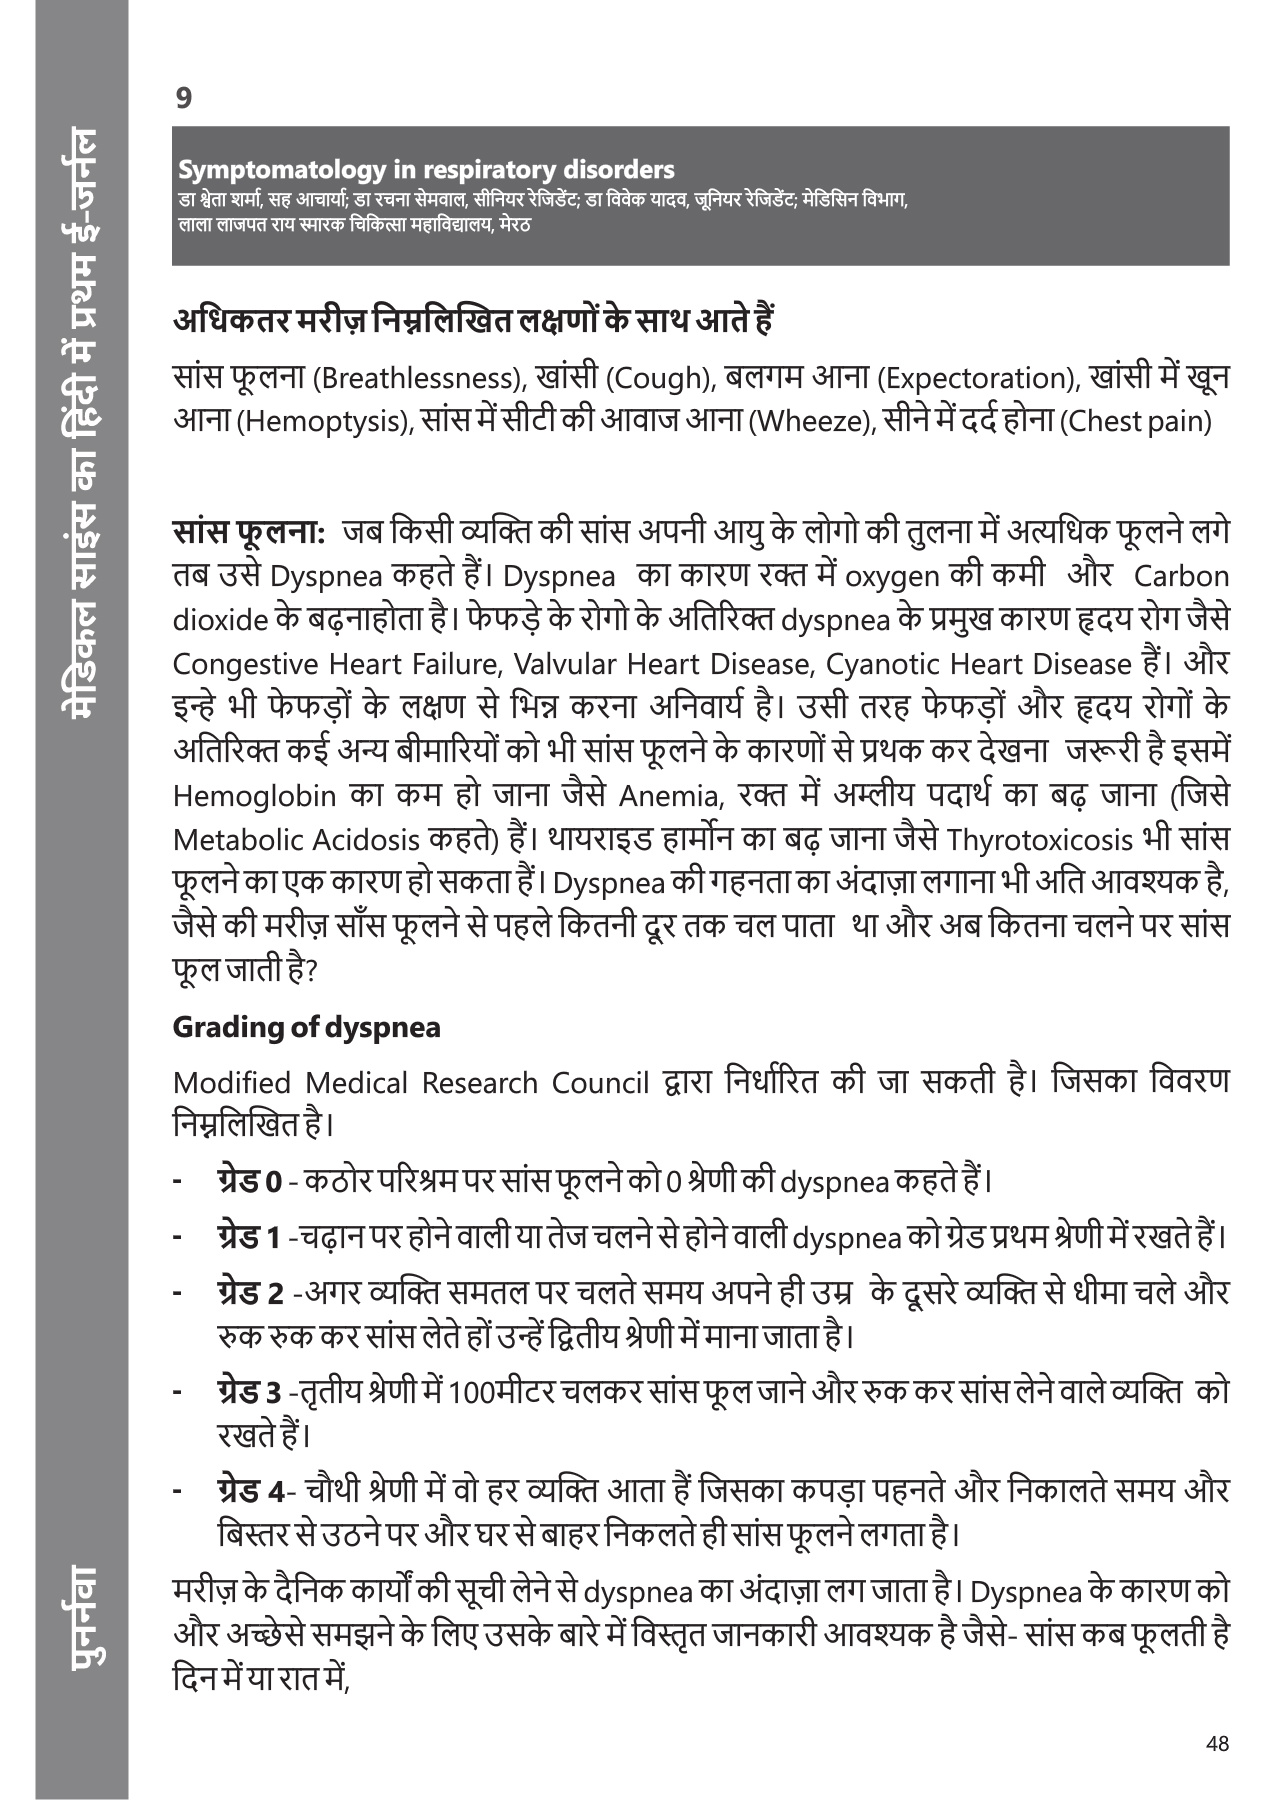 मेडिकल साइंस का हिंदी में प्रथम ई-जर्नल
पुनर्नवा
9
Symptomatology in respiratory disorders
डा श्वेता शर्मा, सह आचार्या; डा रचना सेमवाल, सीनियर रेजिडेंट; डा विवेक यादव, जूनियर रेजिडेंट; मेडिसिन विभाग,
लाला लाजपत राय स्मारक चिकित्सा महाविद्यालय, मेरठ
अधिकतर मरीज़ निम्नलिखित लक्षणों के साथ आते हैं
सांस फूलना (Breathlessness), खांसी (Cough), बलगम आना (Expectoration), खांसी में खून
आना (Hemoptysis), सांस में सीटी की आवाज आना (Wheeze), सीने में दर्द होना (Chest pain)
सांस फूलना: जब किसी व्यक्ति की सांस अपनी आयु के लोगो की तुलना में अत्यधिक फूलने लगे
तब उसे Dyspnea कहते हैं। Dyspnea का कारण रक्त में oxygen की कमी और Carbon
dioxide के बढ़नाहोता है। फेफड़े के रोगो के अतिरिक्त dyspnea के प्रमुख कारण हृदय रोग जैसे
Congestive Heart Failure, Valvular Heart Disease, Cyanotic Heart Disease हैं। और
इन्हे भी फेफड़ों के लक्षण से भिन्न करना अनिवार्य है। उसी तरह फेफड़ों और हृदय रोगों के
अतिरिक्त कई अन्य बीमारियों को भी सांस फूलने के कारणों से प्रथक कर देखना जरूरी है इसमें
Hemoglobin का कम हो जाना जैसे Anemia, रक्त में अम्लीय पदार्थ का बढ़ जाना (जिसे
Metabolic Acidosis कहते) हैं। थायराइड हार्मोन का बढ़ जाना जैसे Thyrotoxicosis भी सांस
फूलने का एक कारण हो सकता हैं। Dyspnea की गहनता का अंदाज़ा लगाना भी अति आवश्यक है,
जैसे की मरीज़ साँस फूलने से पहले कितनी दूर तक चल पाता था और अब कितना चलने पर सांस
फूल जाती है?
Grading of dyspnea
Modified Medical Research Council द्वारा निर्धारित की जा सकती है। जिसका विवरण
निम्नलिखित है।
- ग्रेड 0 - कठोर परिश्रम पर सांस फूलने को 0 श्रेणी की dyspnea कहते हैं।
- ग्रेड 1 -चढ़ान पर होने वाली या तेज चलने से होने वाली dyspnea को ग्रेड प्रथम श्रेणी में रखते हैं।
- ग्रेड 2 -अगर व्यक्ति समतल पर चलते समय अपने ही उम्र के दूसरे व्यक्ति से धीमा चले और
रुक रुक कर सांस लेते हों उन्हें द्वितीय श्रेणी में माना जाता है।
- ग्रेड 3 -तृतीय श्रेणी में 100मीटर चलकर सांस फूल जाने और रुक कर सांस लेने वाले व्यक्ति को
रखते हैं।
- ग्रेड 4- चौथी श्रेणी में वो हर व्यक्ति आता हैं जिसका कपड़ा पहनते और निकालते समय और
बिस्तर से उठने पर और घर से बाहर निकलते ही सांस फूलने लगता है।
मरीज़ के दैनिक कार्यों की सूची लेने से dyspnea का अंदाज़ा लग जाता है। Dyspnea के कारण को
और अच्छेसे समझने के लिए उसके बारे में विस्तृत जानकारी आवश्यक है जैसे- सांस कब फूलती है
दिन में या रात में,
48